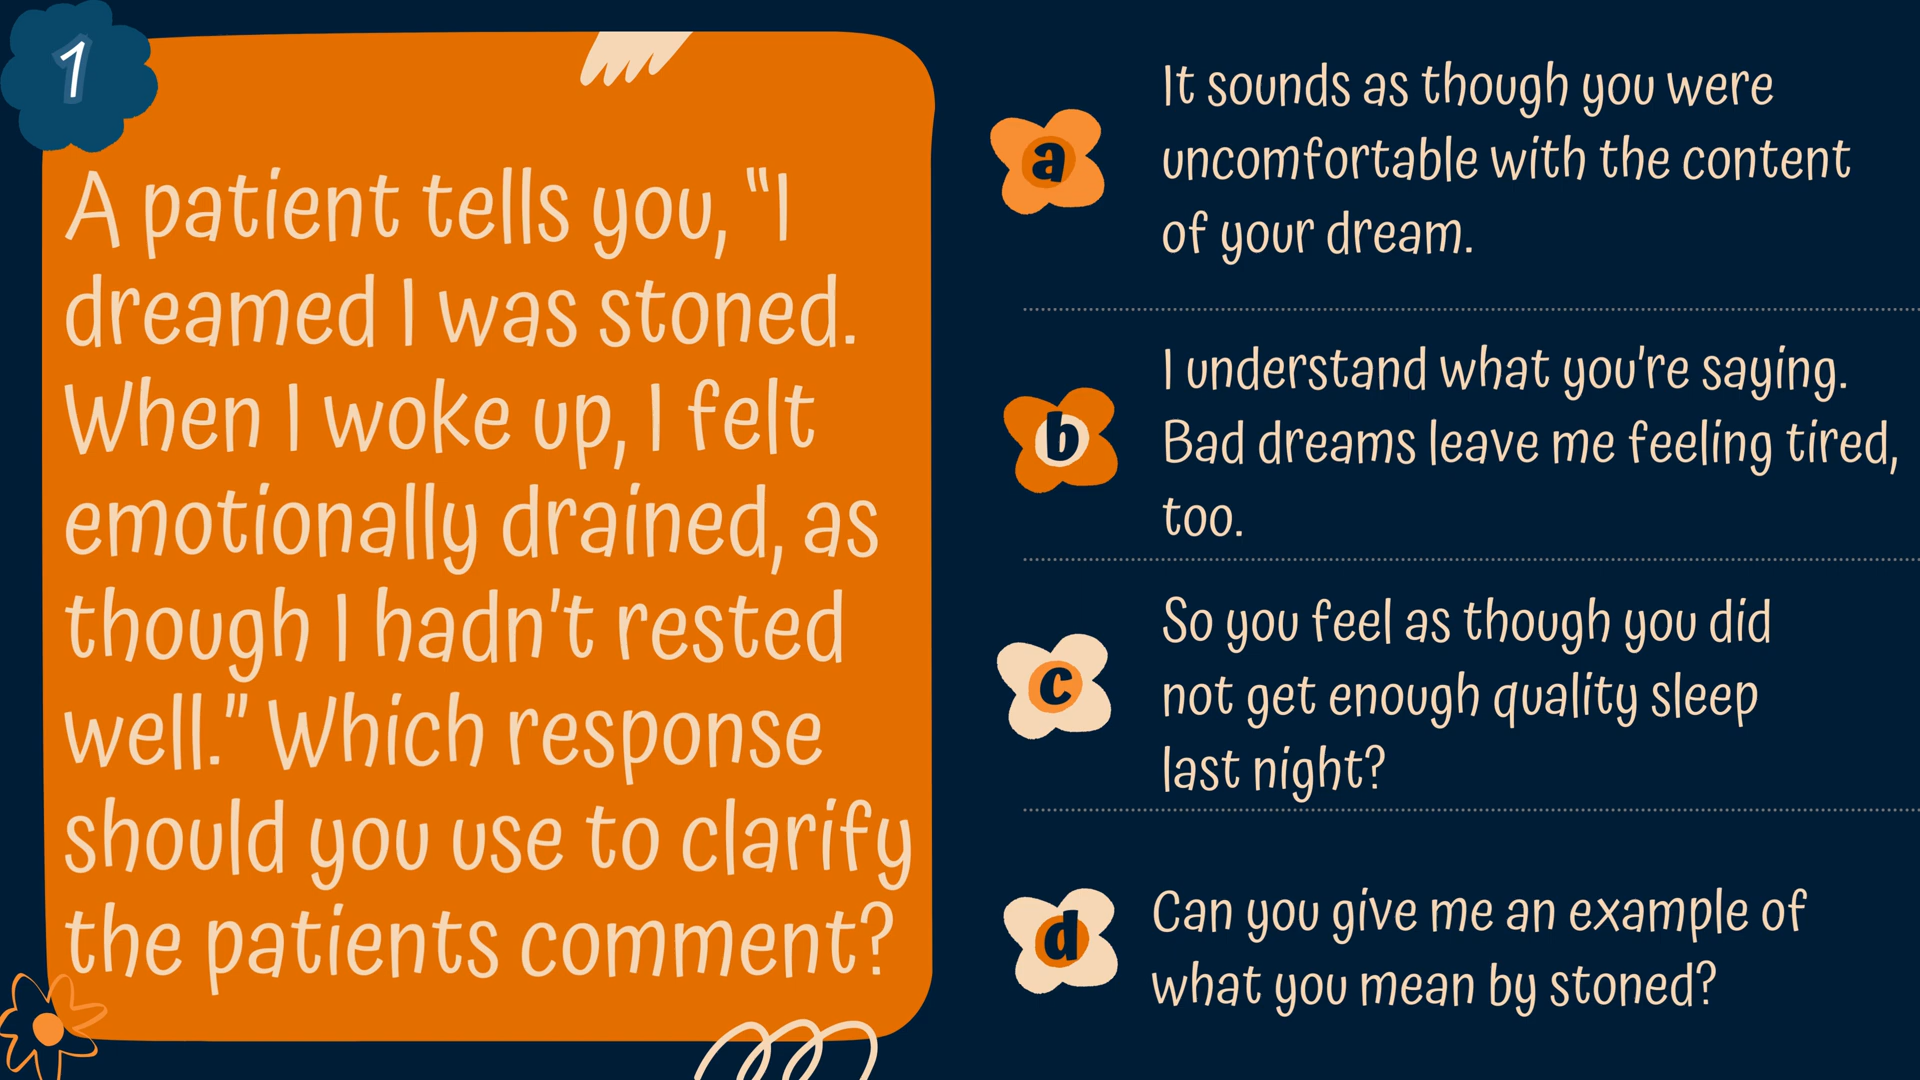 1
A patient tells you, “I
dreamed I was stoned.
When I woke up, I felt
emotionally drained, as
though I hadn't rested
well.” Which response
should you use to clarify
the patients comment?
a
It sounds as though you were
uncomfortable with the content
of your dream.
b
I understand what you're saying.
Bad dreams leave me feeling tired,
too.
c
So you feel as though you did
not get enough quality sleep
last night?
d
Can you give me an example of
what you mean by stoned?